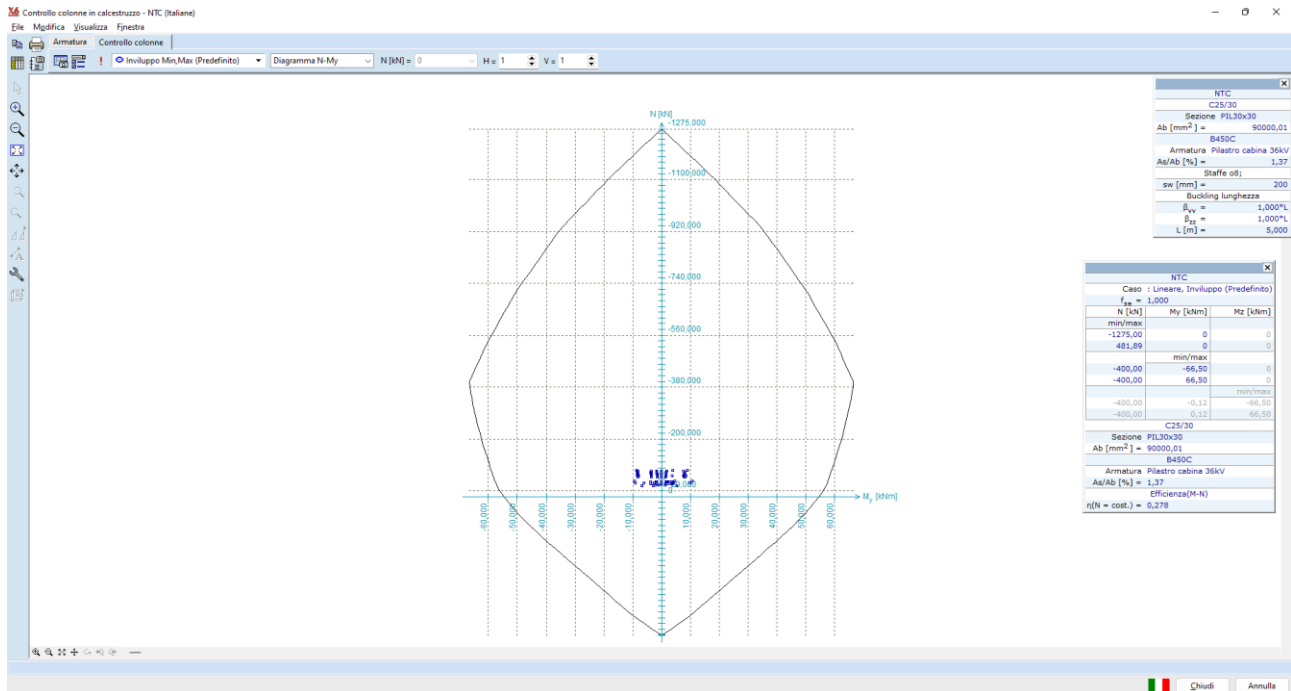 Controllo colonne in calcestruzzo - NTC (Italiane)
File Modifica Visualizza Finestra
Armatura Controllo colonne
Inviluppo Min,Max (Predefinito) Diagramma N-My N [kN] = 0 H = 1 V = 1
N [kN]
-1275,000
-1100,000
-920,000
-740,000
-560,000
-380,000
-200,000
My [kNm]
-60,000 -50,000 -40,000 -30,000 -20,000 -10,000 10,000 20,000 30,000 40,000 50,000 60,000
NTC
C25/30
Sezione PIL30x30
Ab [mm2] = 90000,01
B450C
Armatura Pilastro cabina 36kV
As/Ab [%] = 1,37
Staffe ø8;
sw [mm] = 200
Buckling lunghezza
βyy = 1,000*L
βzz = 1,000*L
L [m] = 5,000
NTC
Caso : Lineare, Inviluppo (Predefinito)
fse = 1,000
N [kN] My [kNm] Mz [kNm]
min/max
-1275,00 0 0
481,89 0 0
min/max
-400,00 -66,50 0
-400,00 66,50 0
min/max
-400,00 -0,12 -66,50
-400,00 0,12 66,50
C25/30
Sezione PIL30x30
Ab [mm2] = 90000,01
B450C
Armatura Pilastro cabina 36kV
As/Ab [%] = 1,37
Efficienza(M-N)
η(N = cost.) = 0,278
Chiudi Annulla